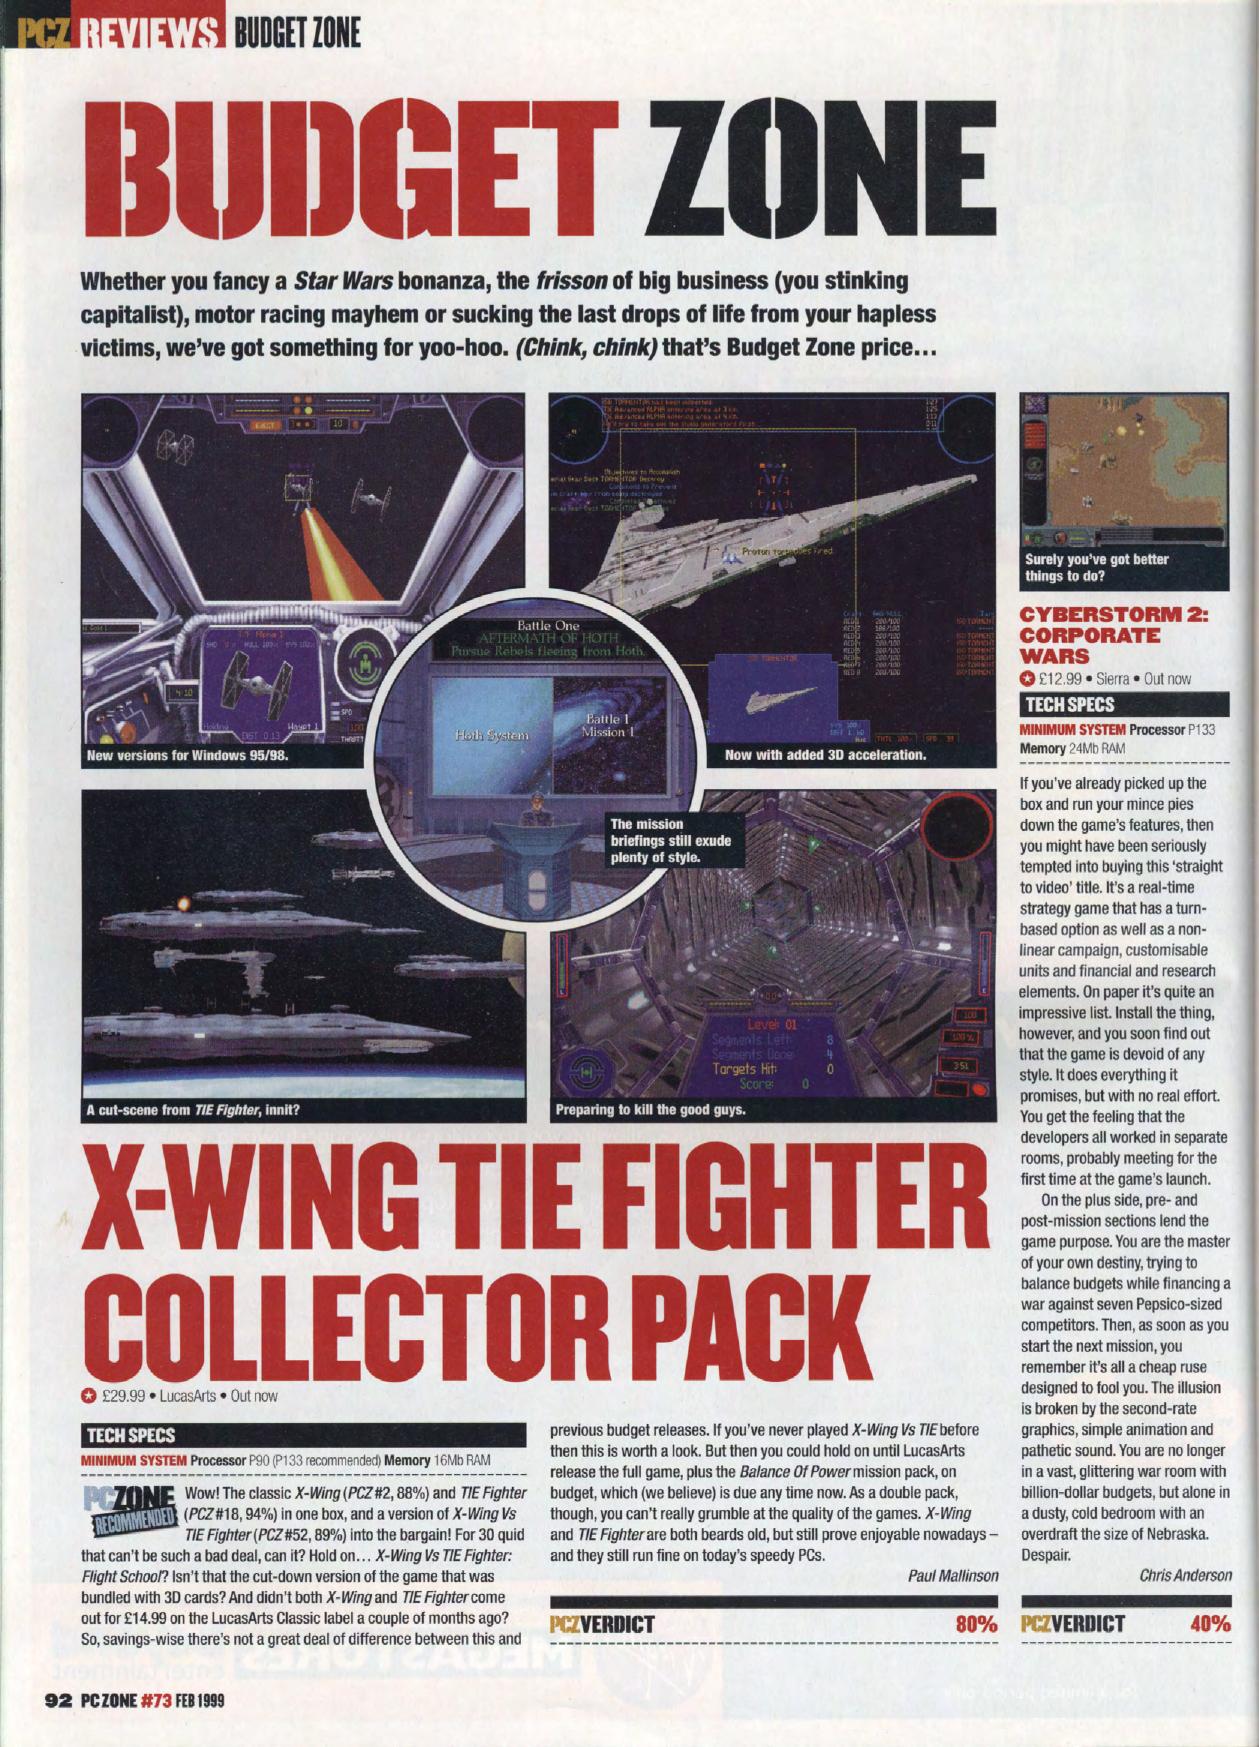 PCZ REVIEWS BUDGET ZONE
BUDGET ZONE
Whether you fancy a Star Wars bonanza, the frisson of big business (you stinking
capitalist), motor racing mayhem or sucking the last drops of life from your hapless
victims, we've got something for yoo-hoo. (Chink, chink) that's Budget Zone price...
EJECT
10
New versions for Windows 95/98.
Proton torpedoes fired.
Now with added 3D acceleration.
Battle One
AFTERMATH OF HOTH
Pursue Rebels fleeing from Hoth.
Hoth System
Battle 1
Mission 1
The mission
briefings still exude
plenty of style.
A cut-scene from TIE Fighter, innit?
Level: 01
Segments Left: 8
Segments Done: 4
Targets Hit: 0
Score: 0
Preparing to kill the good guys.
X-WING TIE FIGHTER
COLLECTOR PACK
£29.99 • LucasArts • Out now
TECH SPECS
MINIMUM SYSTEM Processor P90 (P133 recommended) Memory 16Mb RAM
PCZONE
RECOMMENDED
Wow! The classic X-Wing (PCZ #2, 88%) and TIE Fighter
(PCZ #18, 94%) in one box, and a version of X-Wing Vs
TIE Fighter (PCZ #52, 89%) into the bargain! For 30 quid
that can't be such a bad deal, can it? Hold on... X-Wing Vs TIE Fighter:
Flight School? Isn't that the cut-down version of the game that was
bundled with 3D cards? And didn't both X-Wing and TIE Fighter come
out for £14.99 on the LucasArts Classic label a couple of months ago?
So, savings-wise there's not a great deal of difference between this and
previous budget releases. If you've never played X-Wing Vs TIE before
then this is worth a look. But then you could hold on until LucasArts
release the full game, plus the Balance Of Power mission pack, on
budget, which (we believe) is due any time now. As a double pack,
though, you can't really grumble at the quality of the games. X-Wing
and TIE Fighter are both beards old, but still prove enjoyable nowadays –
and they still run fine on today's speedy PCs.
Paul Mallinson
PCZVERDICT 80%
Surely you've got better
things to do?
CYBERSTORM 2:
CORPORATE
WARS
£12.99 • Sierra • Out now
TECH SPECS
MINIMUM SYSTEM Processor P133
Memory 24Mb RAM
If you've already picked up the
box and run your mince pies
down the game's features, then
you might have been seriously
tempted into buying this 'straight
to video' title. It's a real-time
strategy game that has a turn-
based option as well as a non-
linear campaign, customisable
units and financial and research
elements. On paper it's quite an
impressive list. Install the thing,
however, and you soon find out
that the game is devoid of any
style. It does everything it
promises, but with no real effort.
You get the feeling that the
developers all worked in separate
rooms, probably meeting for the
first time at the game's launch.
On the plus side, pre- and
post-mission sections lend the
game purpose. You are the master
of your own destiny, trying to
balance budgets while financing a
war against seven Pepsico-sized
competitors. Then, as soon as you
start the next mission, you
remember it's all a cheap ruse
designed to fool you. The illusion
is broken by the second-rate
graphics, simple animation and
pathetic sound. You are no longer
in a vast, glittering war room with
billion-dollar budgets, but alone in
a dusty, cold bedroom with an
overdraft the size of Nebraska.
Despair.
Chris Anderson
PCZVERDICT 40%
92 PCZONE #73 FEB 1999